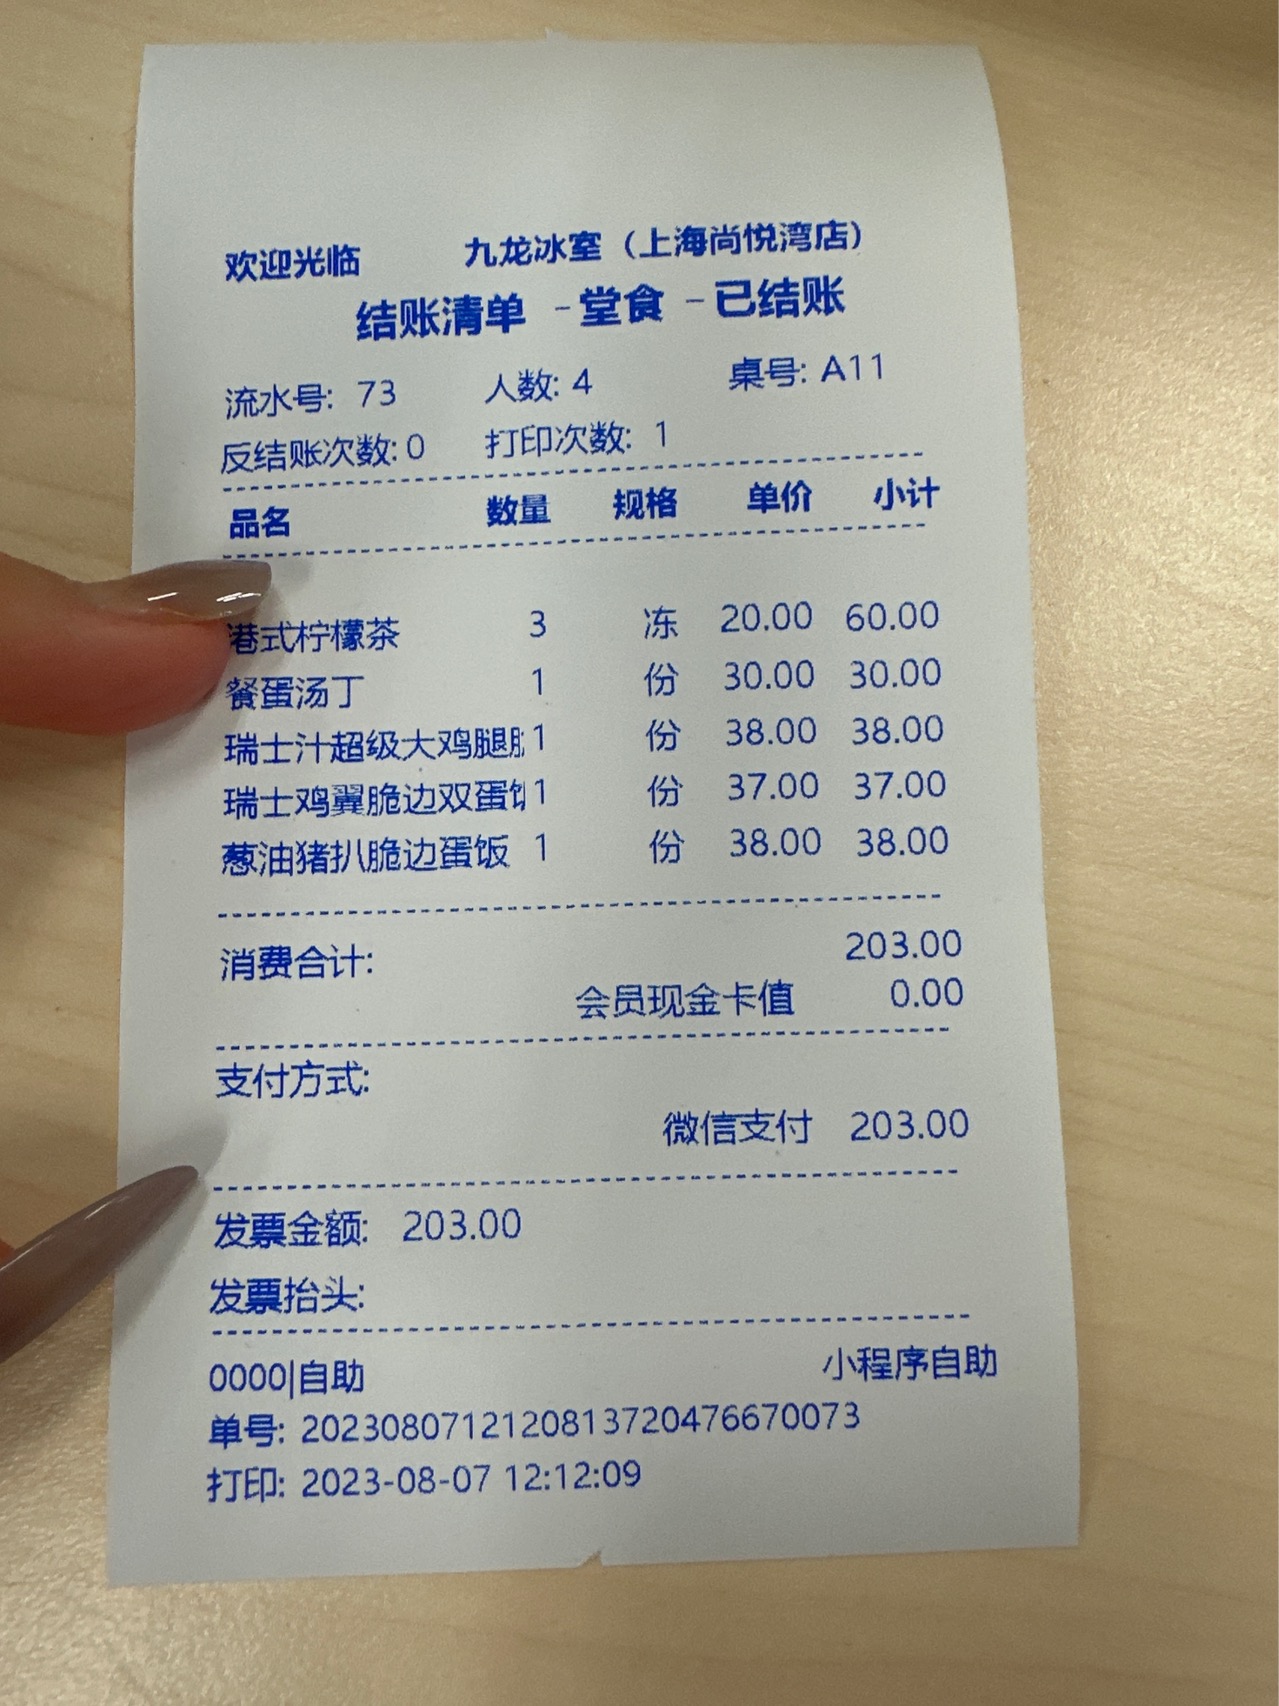 欢迎光临 九龙冰室（上海尚悦湾店）
结账清单 -堂食 -已结账
流水号: 73 人数: 4 桌号: A11
反结账次数: 0 打印次数: 1
品名 数量 规格 单价 小计
港式柠檬茶 3 冻 20.00 60.00
餐蛋汤丁 1 份 30.00 30.00
瑞士汁超级大鸡腿 1 份 38.00 38.00
瑞士鸡翼脆边双蛋 1 份 37.00 37.00
葱油猪扒脆边蛋饭 1 份 38.00 38.00
消费合计: 203.00
会员现金卡值 0.00
支付方式:
微信支付 203.00
发票金额: 203.00
发票抬头:
0000|自助 小程序自助
单号: 20230807121208137204766​70073
打印: 2023-08-07 12:12:09